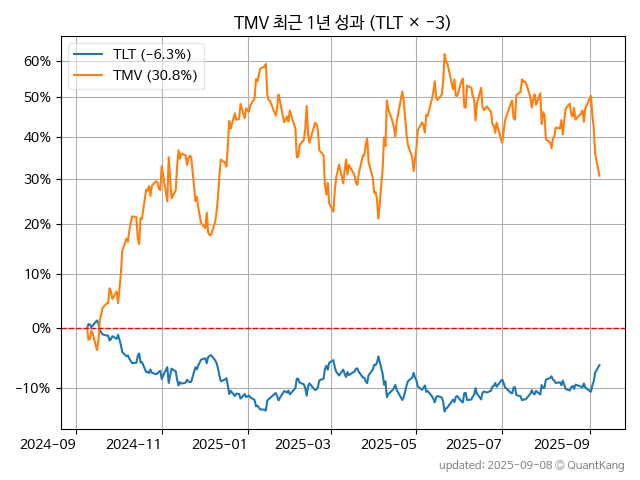 TMV 최근 1년 성과 (TLT × −3)
TLT (−6.3%)
TMV (30.8%)
60%
50%
40%
30%
20%
10%
0%
−10%
2024−09 2024−11 2025−01 2025−03 2025−05 2025−07 2025−09
updated: 2025-09-08 © QuantKang